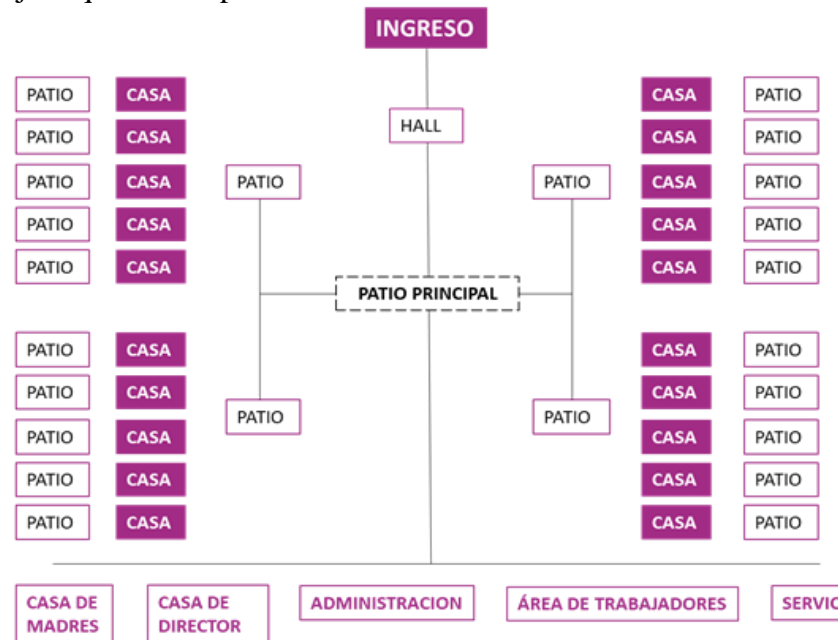 INGRESO
PATIO CASA CASA PATIO
HALL
PATIO CASA CASA PATIO
PATIO CASA PATIO PATIO CASA PATIO
PATIO CASA CASA PATIO
PATIO CASA CASA PATIO
PATIO PRINCIPAL
PATIO CASA CASA PATIO
PATIO CASA CASA PATIO
PATIO PATIO
PATIO CASA CASA PATIO
PATIO CASA CASA PATIO
PATIO CASA CASA PATIO
CASA DE MADRES
CASA DE DIRECTOR
ADMINISTRACION
ÁREA DE TRABAJADORES